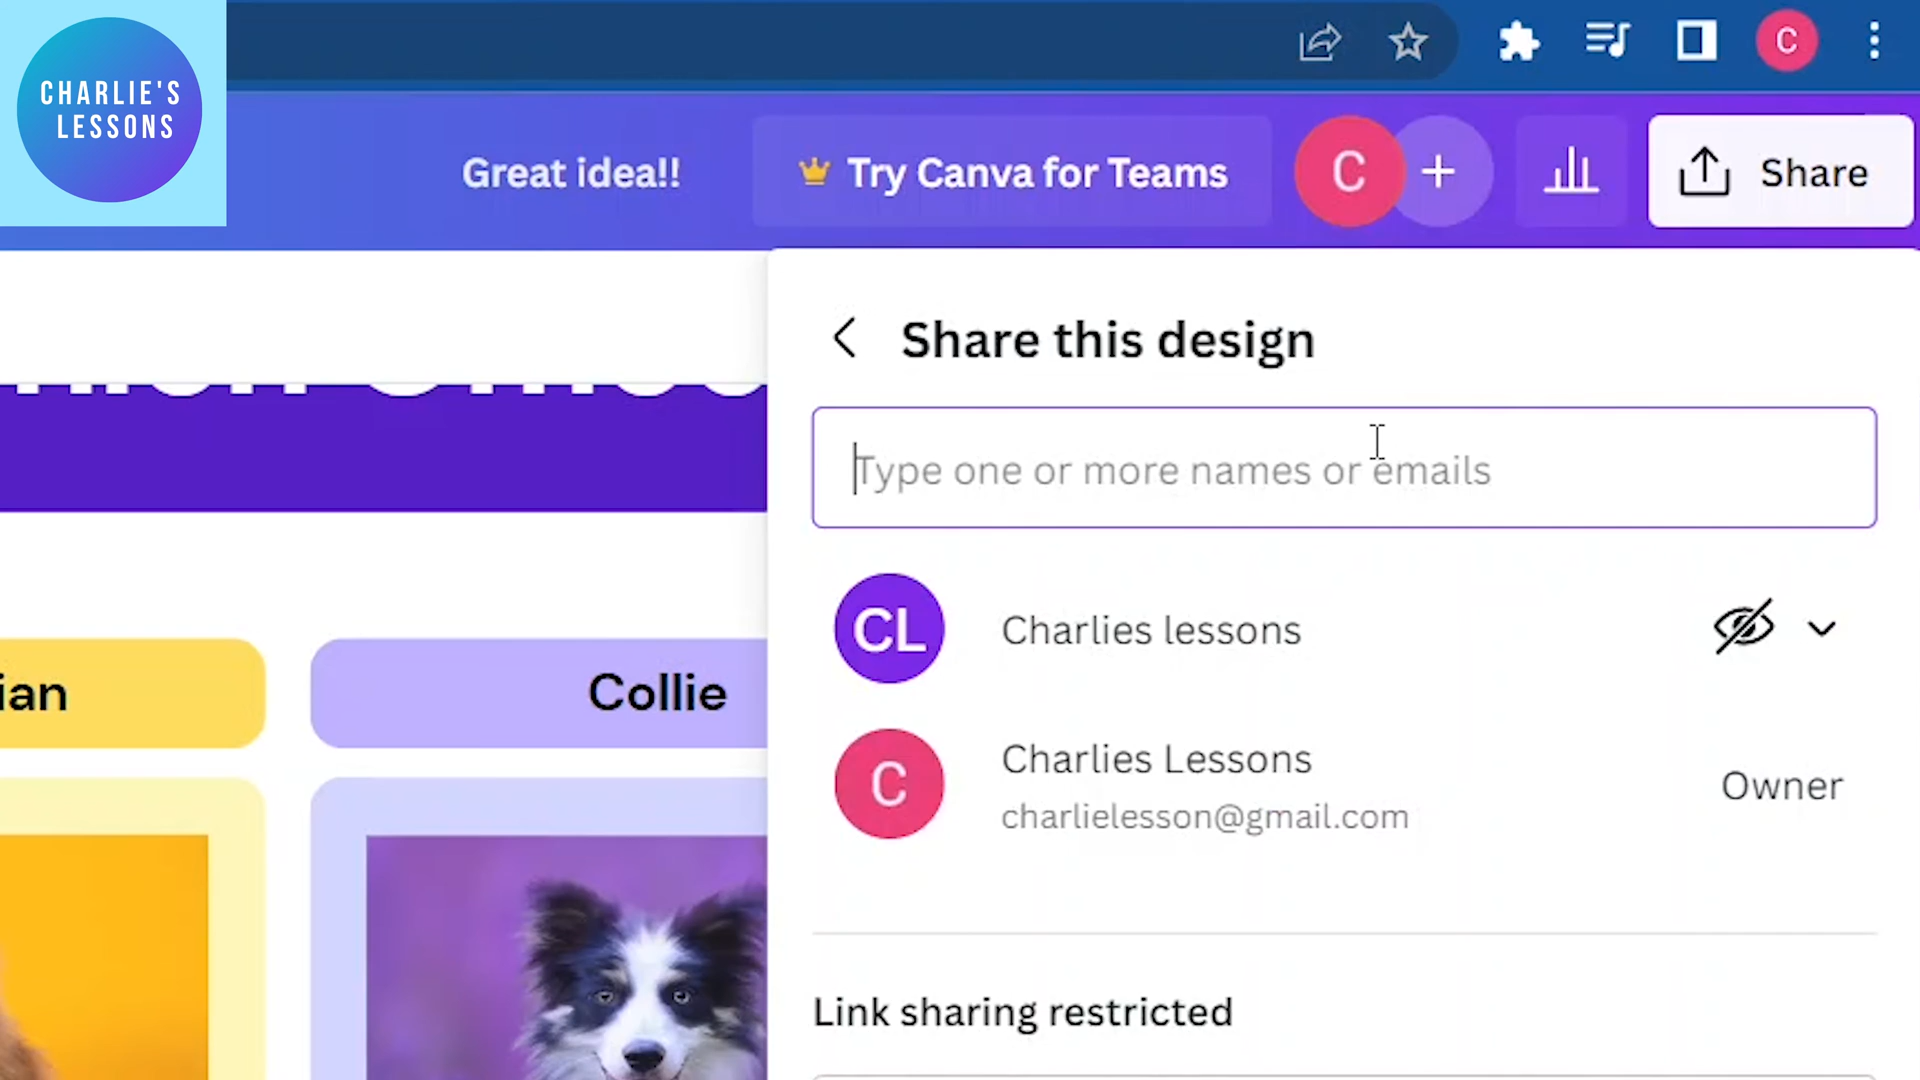 CHARLIE'S
LESSONS
C
Great idea!!
Try Canva for Teams
C
+
Share
Share this design
Type one or more names or emails
CL
Charlies lessons
C
Charlies Lessons
charlielesson@gmail.com
Owner
Link sharing restricted
ian
Collie